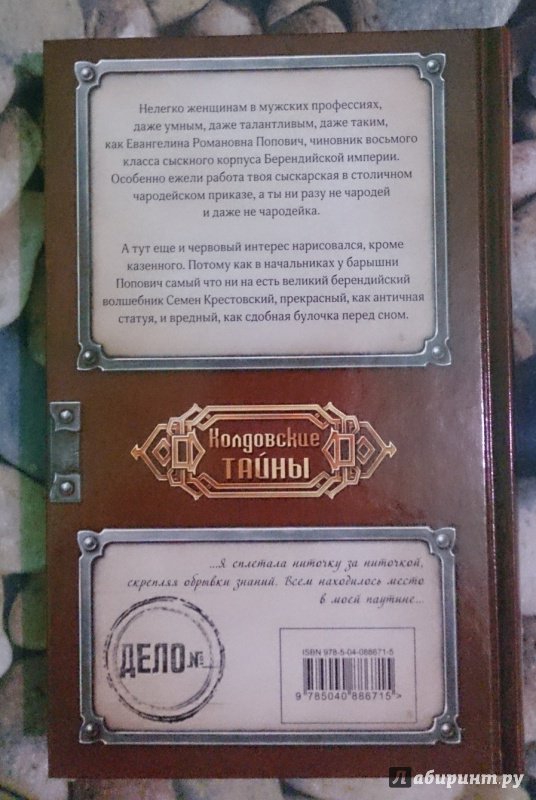 Нелегко женщинам в мужских профессиях,
даже умным, даже талантливым, даже таким,
как Евангелина Романовна Попович, чиновник восьмого
класса сыскного корпуса Берендийской империи.
Особенно ежели работа твоя сыскарская в столичном
чародейском приказе, а ты ни разу не чародей
и даже не чародейка.
А тут еще и червовый интерес нарисовался, кроме
казенного. Потому как в начальниках у барышни
Попович самый что ни на есть великий берендийский
волшебник Семен Крестовский, прекрасный, как античная
статуя, и вредный, как сдобная булочка перед сном.
Колдовские
ТАЙНЫ
...Я сплетала ниточку за ниточкой,
скрепляя обрывки знаний. Всем находилось место
в моей паутине...
ДЕЛО №
ISBN 978-5-04-088671-5
9 785040 886715 >
Лабиринт.ру